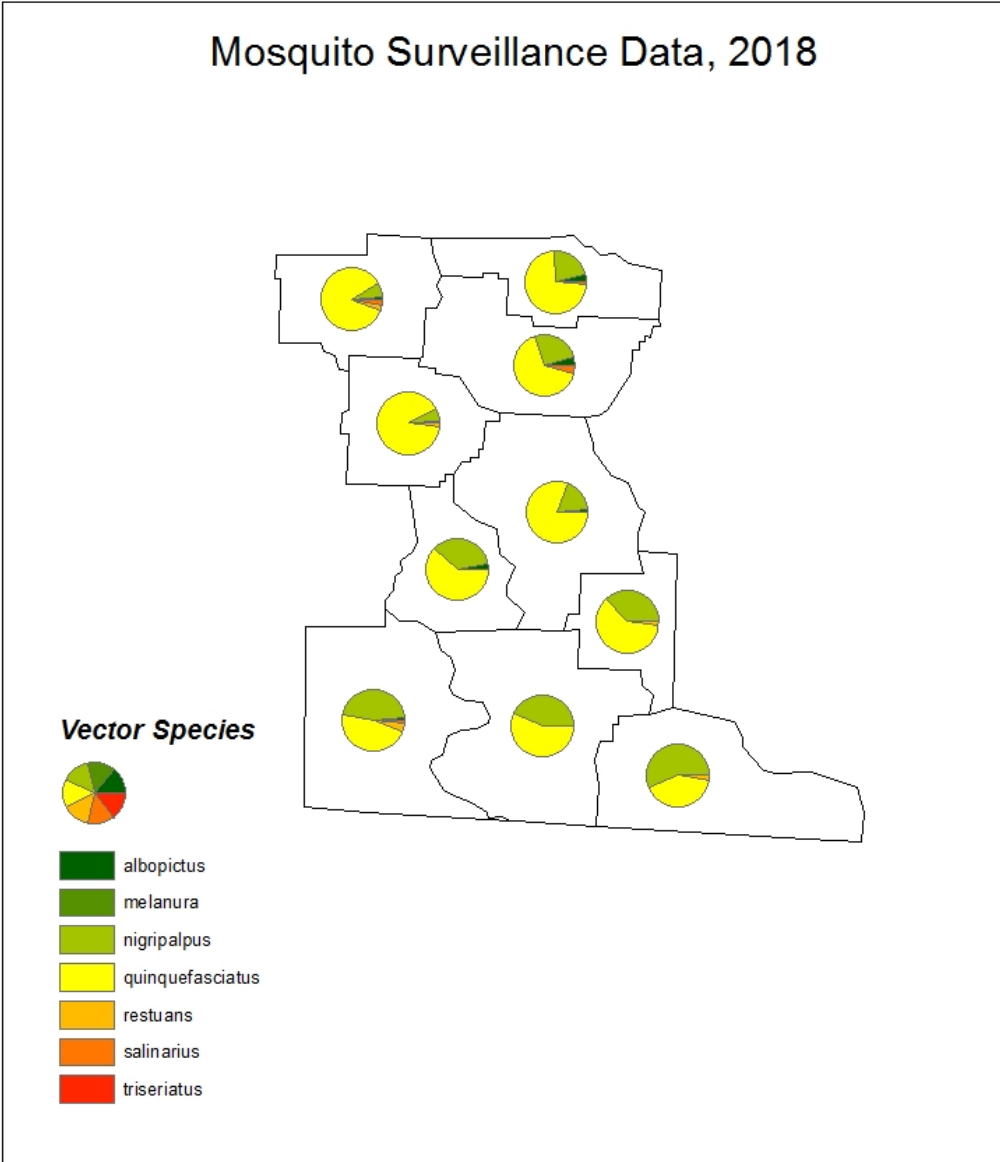 Mosquito Surveillance Data, 2018
Vector Species
albopictus
melanura
nigripalpus
quinquefasciatus
restuans
salinarius
triseriatus